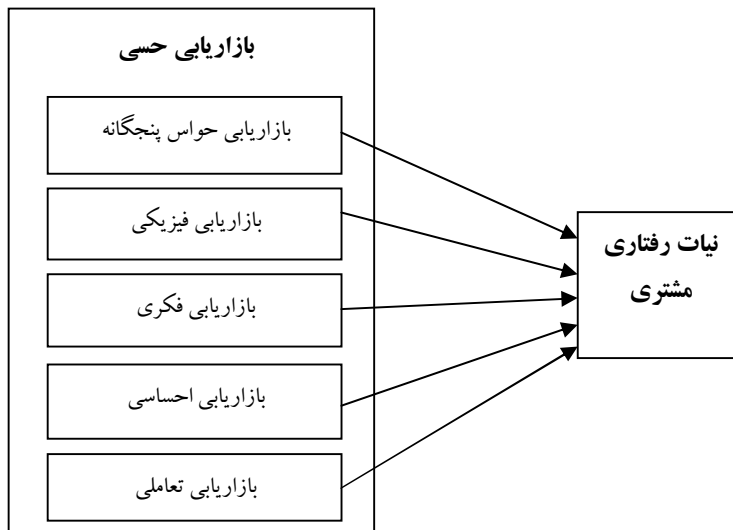 بازاریابی حسی
بازاریابی حواس پنجگانه
بازاریابی فیزیکی
بازاریابی فکری
بازاریابی احساسی
بازاریابی تعاملی
نیات رفتاری
مشتری